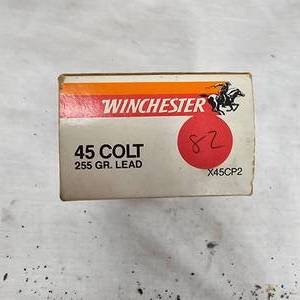 WINCHESTER
45 COLT
255 GR. LEAD
82
X45CP2